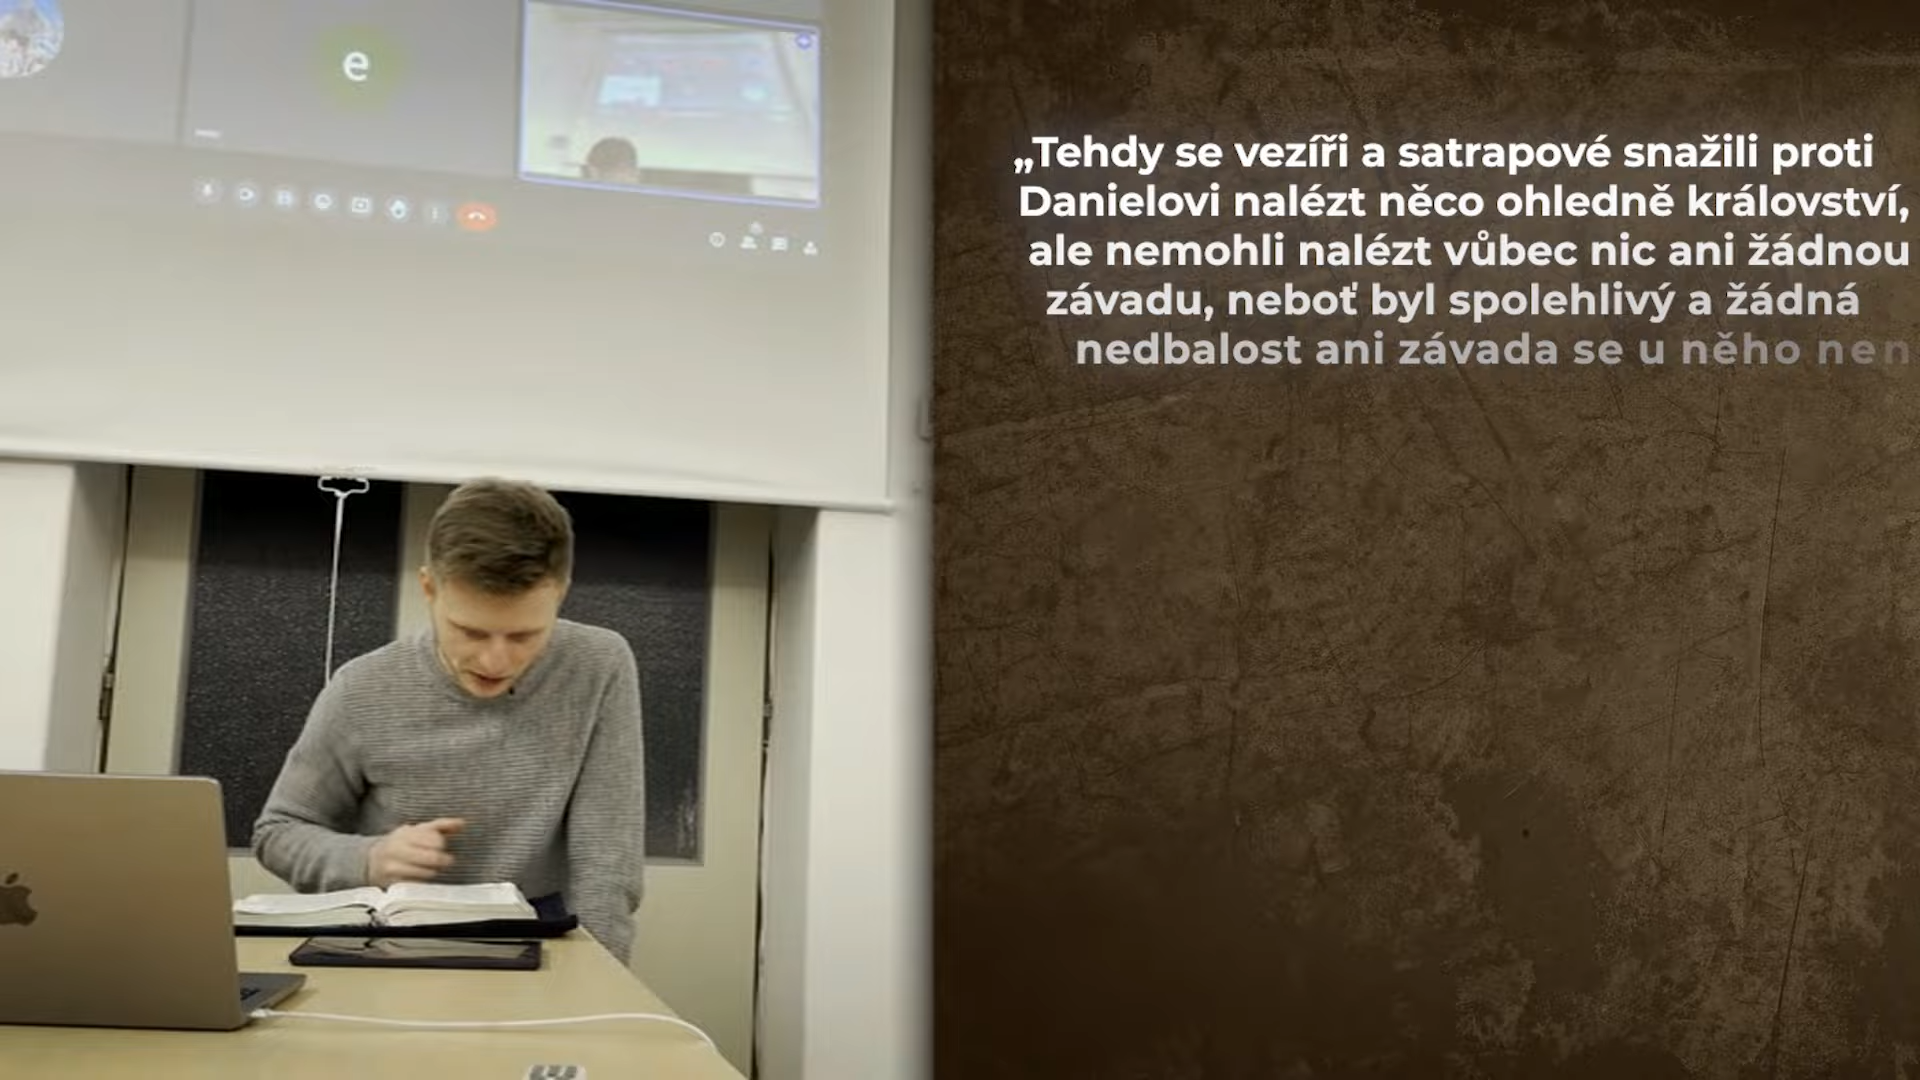 e
„Tehdy se vezíři a satrapové snažili proti
Danielovi nalézt něco ohledně království,
ale nemohli nalézt vůbec nic ani žádnou
závadu, neboť byl spolehlivý a žádná
nedbalost ani závada se u něho nen